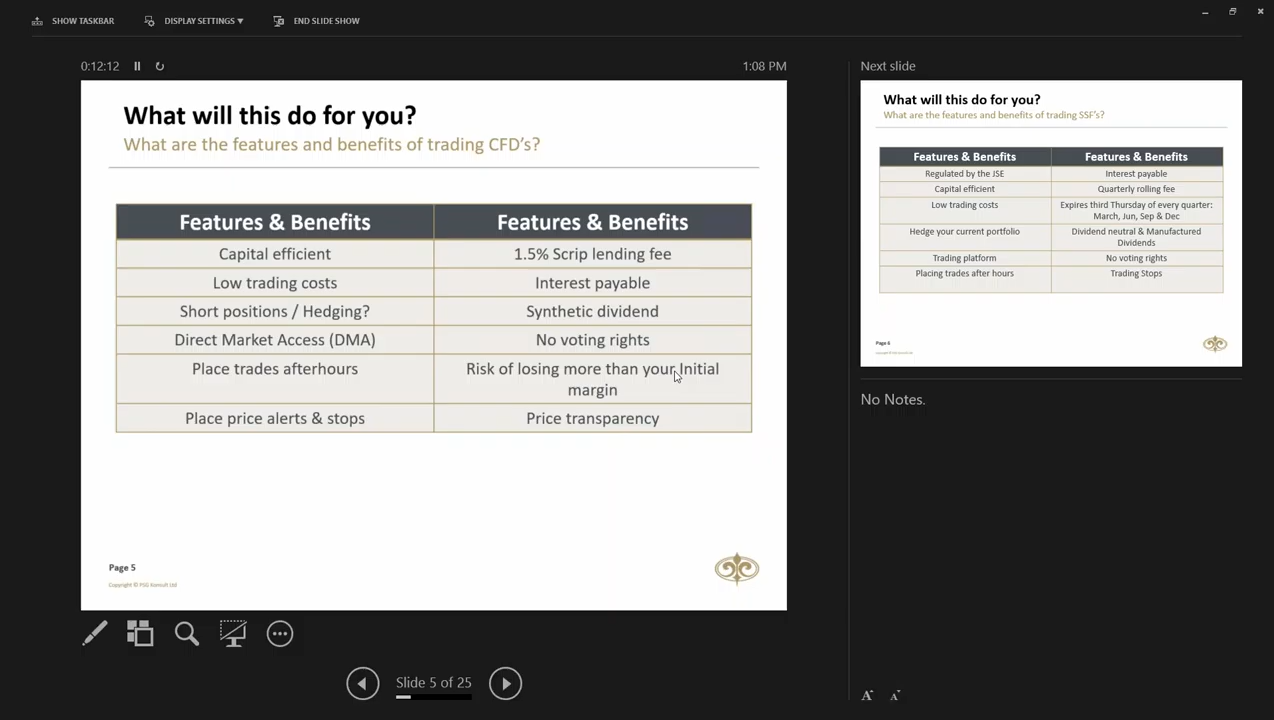 SHOW TASKBAR
DISPLAY SETTINGS ▼
END SLIDE SHOW
0:12:12
1:08 PM
What will this do for you?
What are the features and benefits of trading CFD's?
Features & Benefits
Features & Benefits
Capital efficient
1.5% Scrip lending fee
Low trading costs
Interest payable
Short positions / Hedging?
Synthetic dividend
Direct Market Access (DMA)
No voting rights
Place trades afterhours
Risk of losing more than your Initial
margin
Place price alerts & stops
Price transparency
Page 5
Copyright © PSG Konsult Ltd
Slide 5 of 25
Next slide
What will this do for you?
What are the features and benefits of trading SSF's?
Features & Benefits
Features & Benefits
Regulated by the JSE
Interest payable
Capital efficient
Quarterly rolling fee
Low trading costs
Expires third Thursday of every quarter:
March, Jun, Sep & Dec
Hedge your current portfolio
Dividend neutral & Manufactured
Dividends
Trading platform
No voting rights
Placing trades after hours
Trading Stops
Page 6
No Notes.
A A